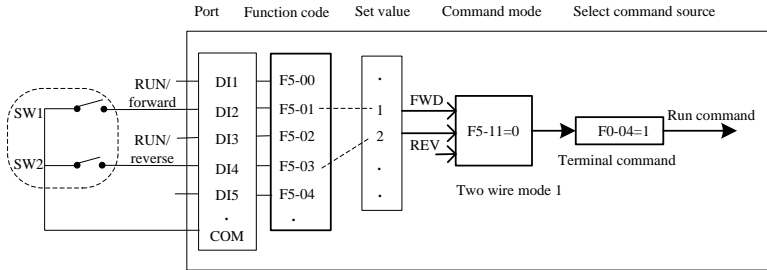 Port Function code Set value Command mode Select command source
RUN/
forward
SW1
RUN/
reverse
SW2
DI1
DI2
DI3
DI4
DI5
.
COM
F5-00
F5-01
F5-02
F5-03
F5-04
.
.
1
2
.
.
FWD
REV
F5-11=0
Two wire mode 1
F0-04=1
Terminal command
Run command